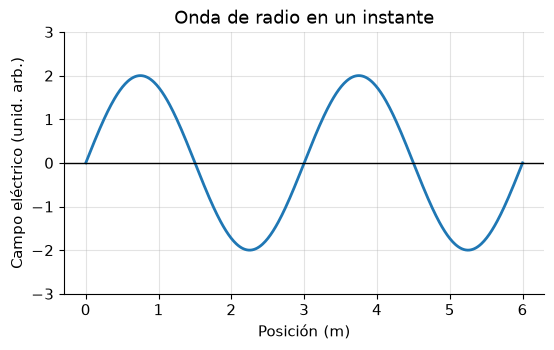 Onda de radio en un instante
Campo eléctrico (unid. arb.)
3
2
1
0
−1
−2
−3
0 1 2 3 4 5 6
Posición (m)